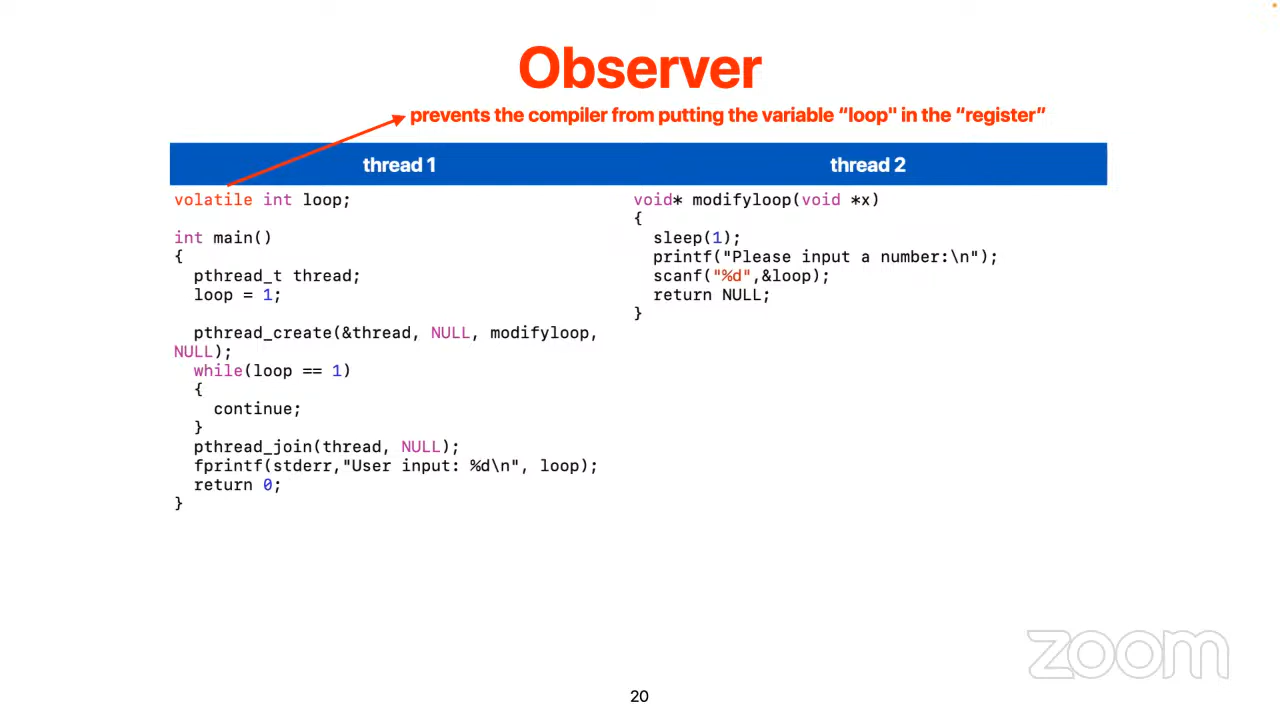 Observer
prevents the compiler from putting the variable “loop" in the “register”
thread 1
thread 2
volatile int loop;
int main()
{
pthread_t thread;
loop = 1;
pthread_create(&thread, NULL, modifyloop,
NULL);
while(loop == 1)
{
continue;
}
pthread_join(thread, NULL);
fprintf(stderr,"User input: %d\n", loop);
return 0;
}
void* modifyloop(void *x)
{
sleep(1);
printf("Please input a number:\n");
scanf("%d",&loop);
return NULL;
}
zoom
20